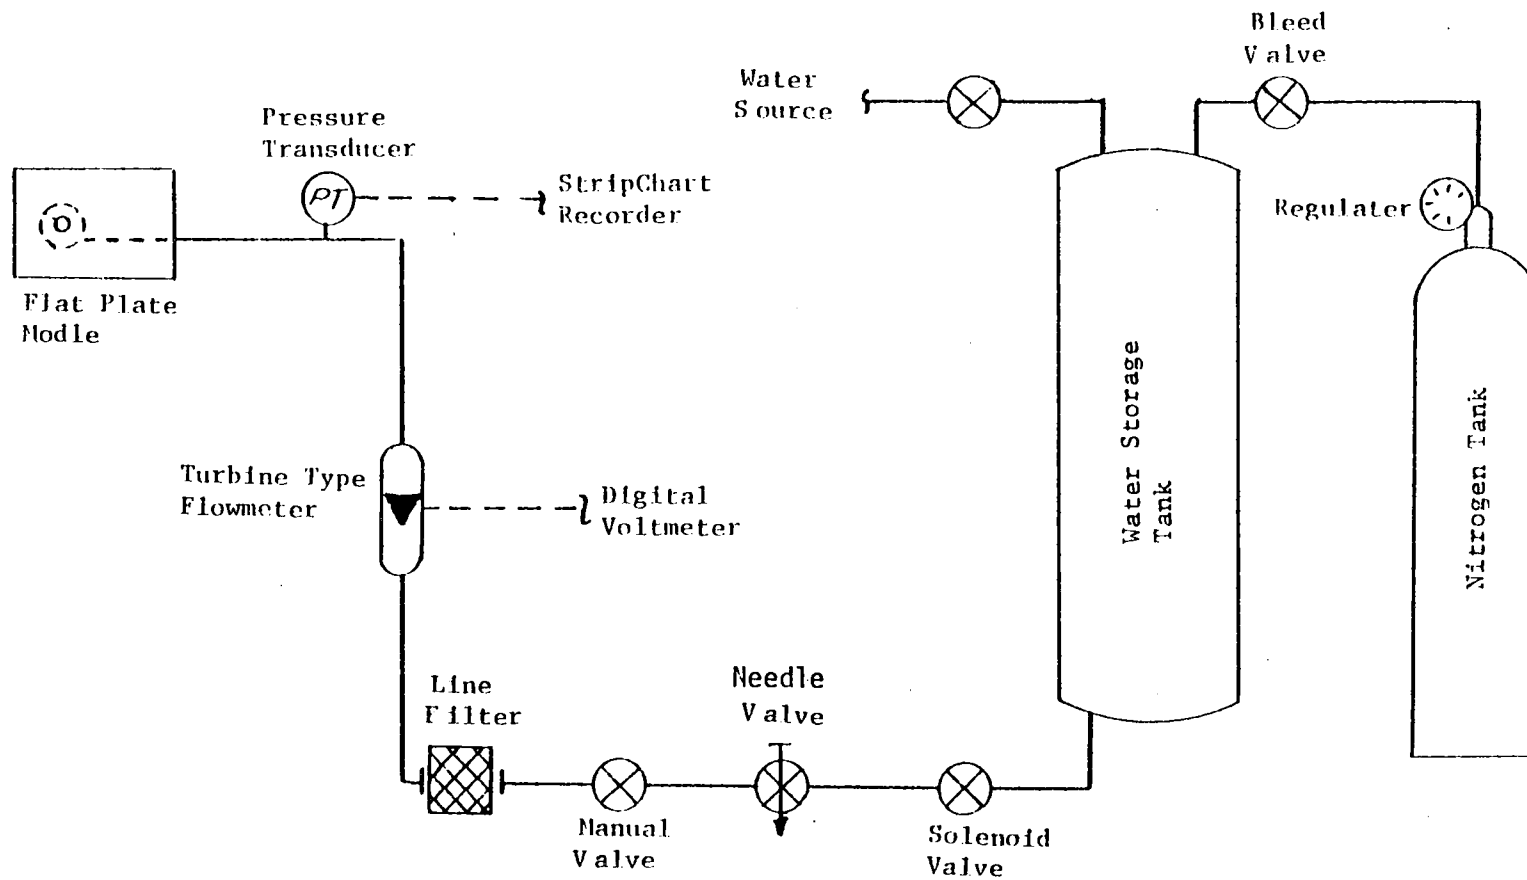 Bleed
Valve
Water
Source
Pressure
Transducer
PT
StripChart
Recorder
Regulater
Flat Plate
Modle
Turbine Type
Flowmeter
Digital
Voltmeter
Water Storage
Tank
Nitrogen Tank
Line
Filter
Needle
Valve
Manual
Valve
Solenoid
Valve